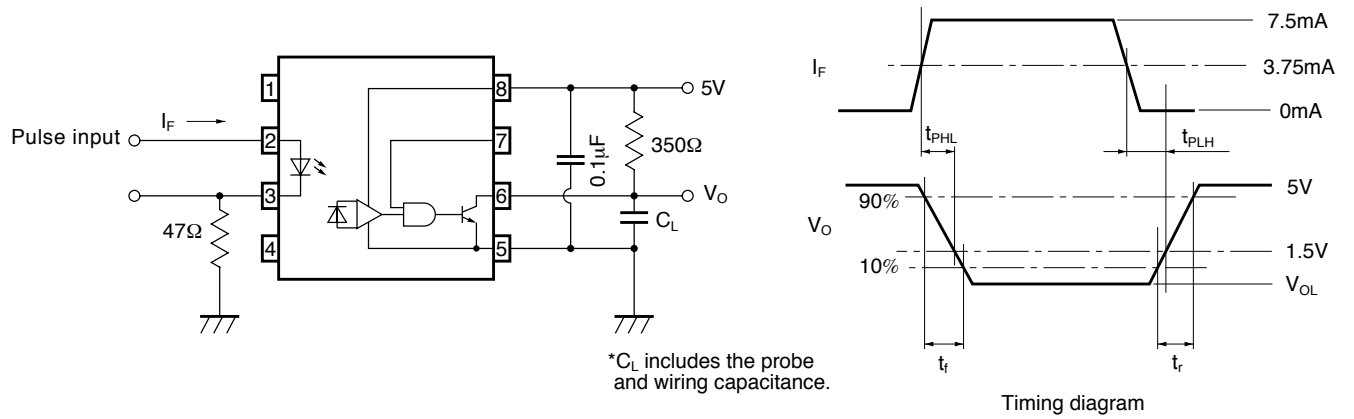 1
2
3
4
8
7
6
5
Pulse input
I_F
47Ω
0.1μF
5V
350Ω
V_O
C_L
*C_L includes the probe
and wiring capacitance.
I_F
7.5mA
3.75mA
0mA
t_PHL
t_PLH
V_O
90%
10%
5V
1.5V
V_OL
t_f
t_r
Timing diagram